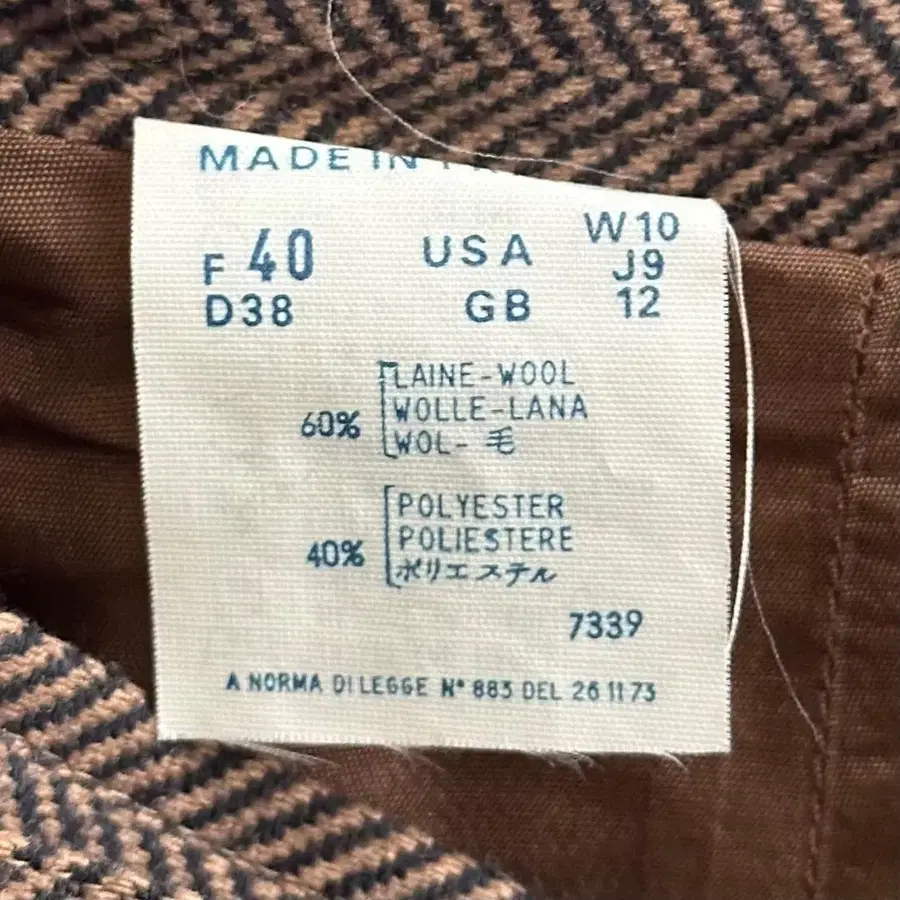 MADE IN
F 40 USA W10
J9
D38 GB 12
LAINE-WOOL
60% WOLLE-LANA
WOL-毛
POLYESTER
40% POLIESTERE
ポリエステル
7339
A NORMA DI LEGGE N° 883 DEL 26 11 73